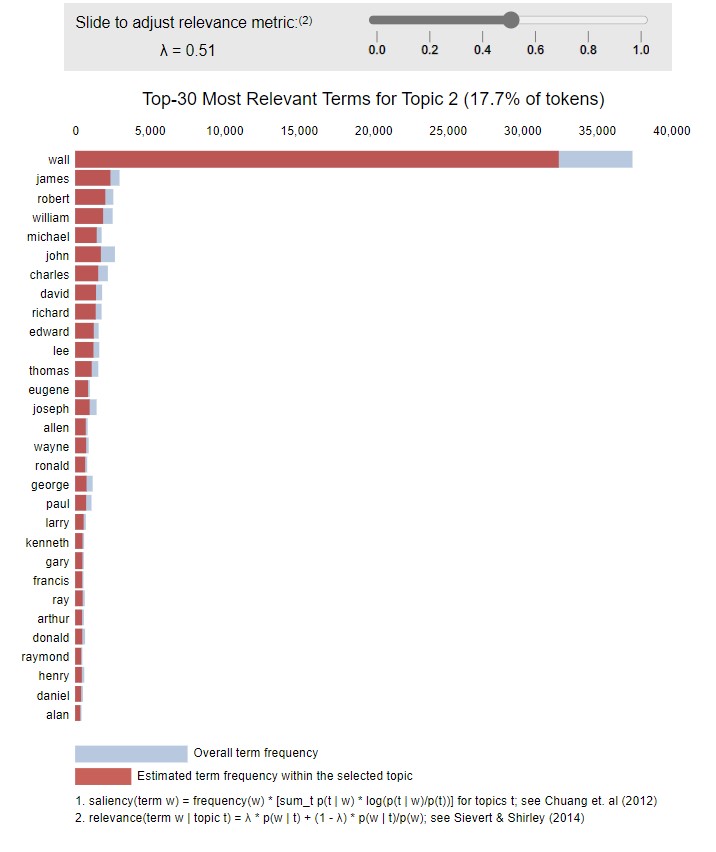 Slide to adjust relevance metric:(2)
λ = 0.51
0.0 0.2 0.4 0.6 0.8 1.0
Top-30 Most Relevant Terms for Topic 2 (17.7% of tokens)
0 5,000 10,000 15,000 20,000 25,000 30,000 35,000 40,000
wall
james
robert
william
michael
john
charles
david
richard
edward
lee
thomas
eugene
joseph
allen
wayne
ronald
george
paul
larry
kenneth
gary
francis
ray
arthur
donald
raymond
henry
daniel
alan
Overall term frequency
Estimated term frequency within the selected topic
1. saliency(term w) = frequency(w) * [sum_t p(t | w) * log(p(t | w)/p(t))] for topics t; see Chuang et. al (2012)
2. relevance(term w | topic t) = λ * p(w | t) + (1 - λ) * p(w | t)/p(w); see Sievert & Shirley (2014)